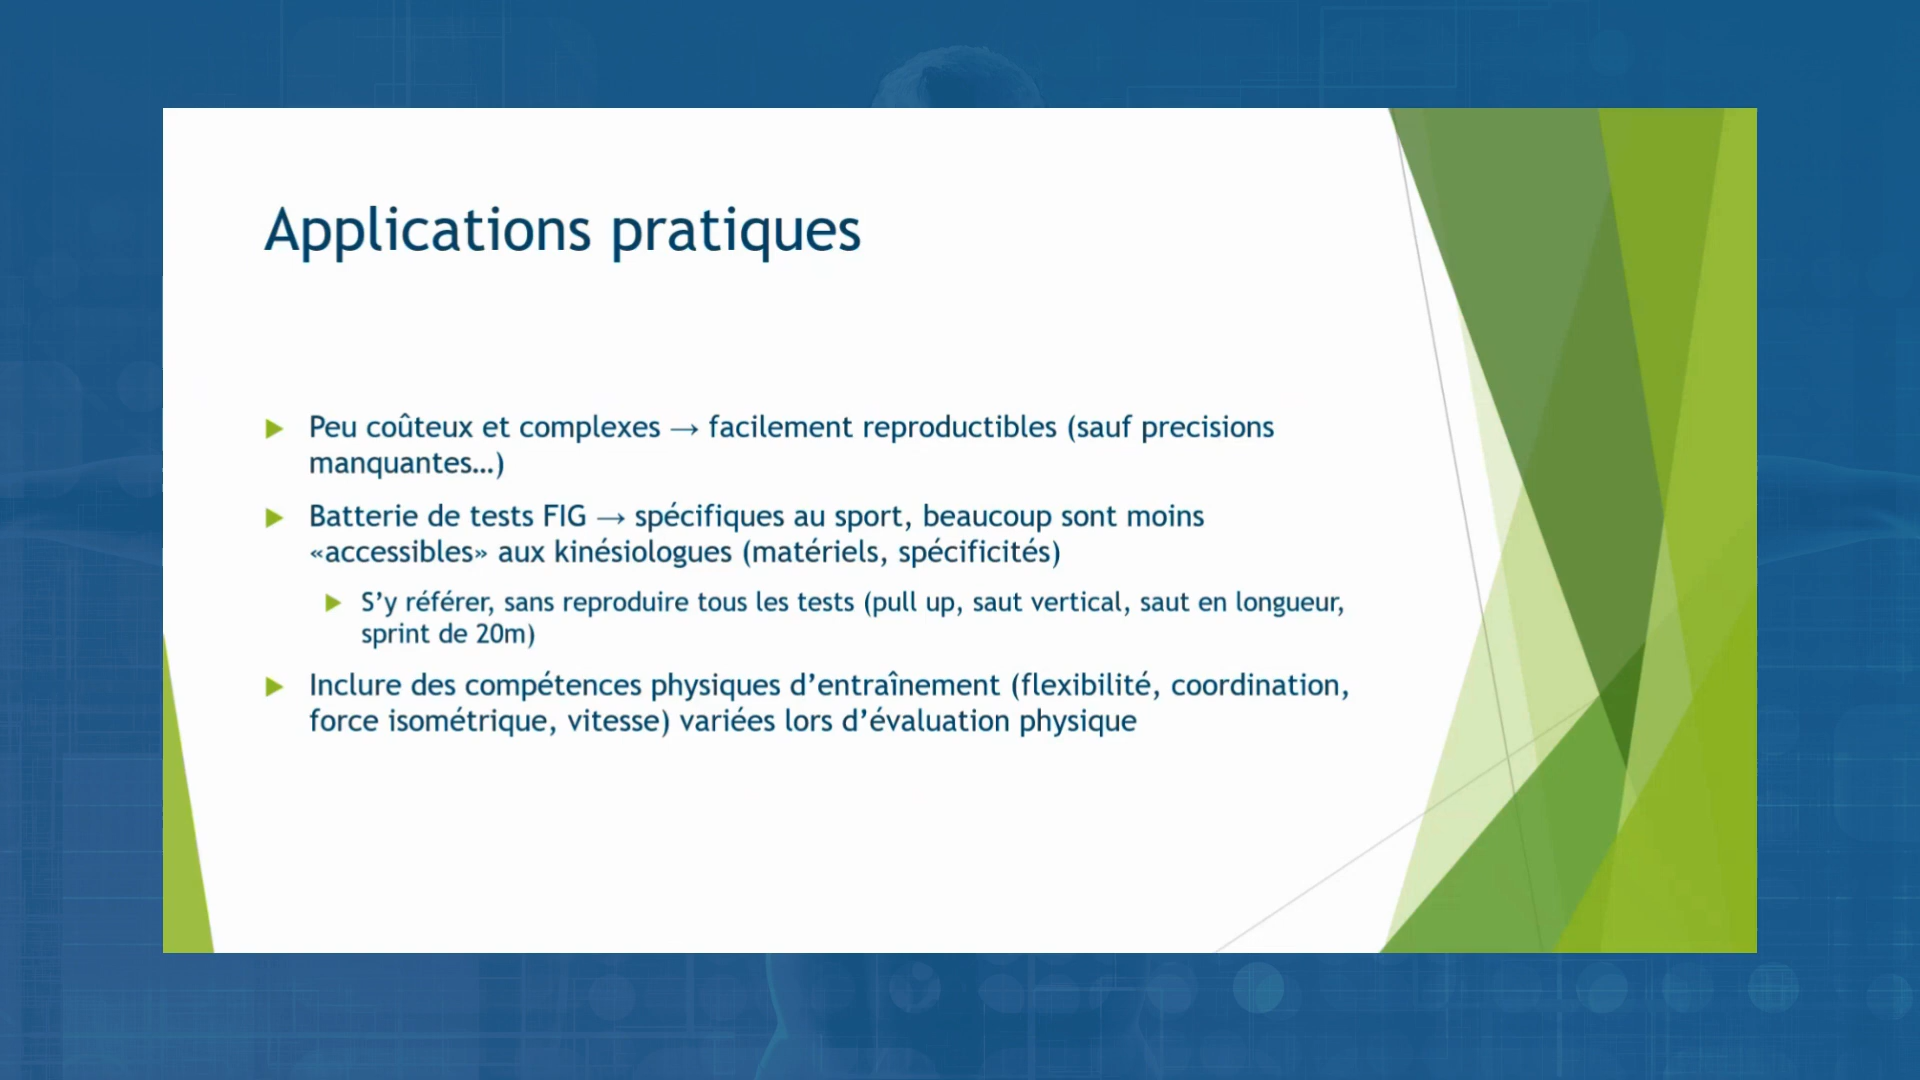 Applications pratiques
Peu coûteux et complexes → facilement reproductibles (sauf precisions
manquantes…)
Batterie de tests FIG → spécifiques au sport, beaucoup sont moins
«accessibles» aux kinésiologues (matériels, spécificités)
S’y référer, sans reproduire tous les tests (pull up, saut vertical, saut en longueur,
sprint de 20m)
Inclure des compétences physiques d’entraînement (flexibilité, coordination,
force isométrique, vitesse) variées lors d’évaluation physique